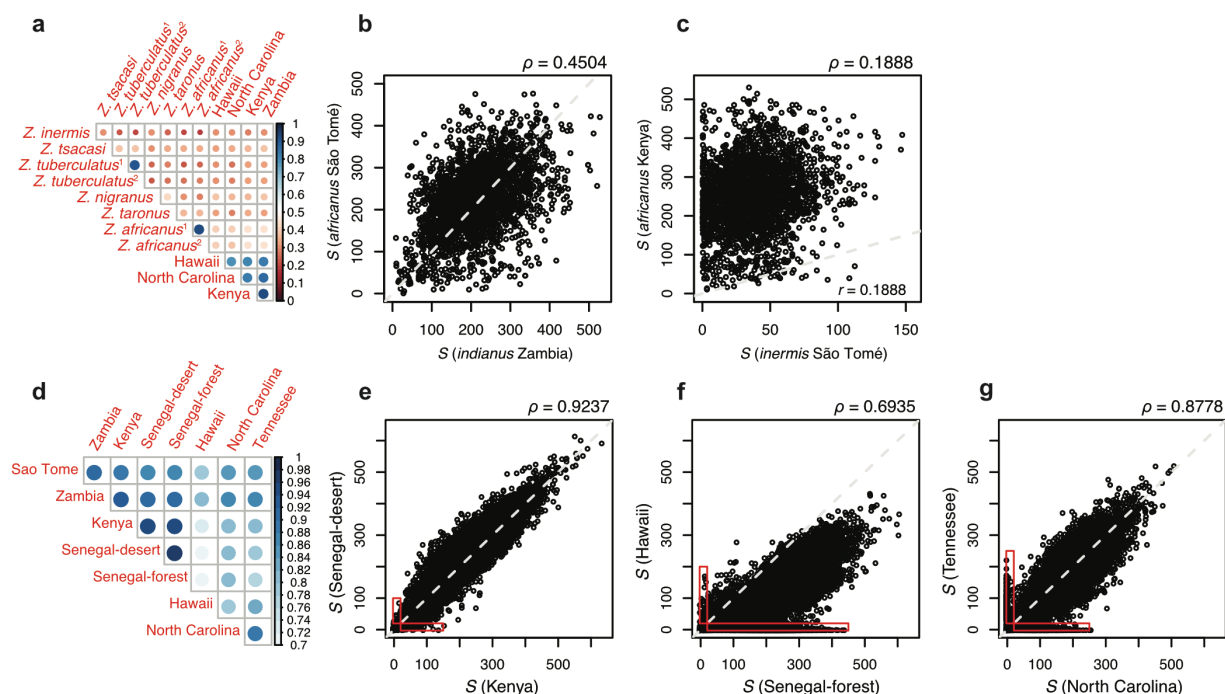 a
Z. tsacasi
Z. tuberculatus¹
Z. tuberculatus²
Z. nigranus
Z. taronus
Z. africanus¹
Z. africanus²
Hawaii
North Carolina
Kenya
Zambia
Z. inermis
Z. tsacasi
Z. tuberculatus¹
Z. tuberculatus²
Z. nigranus
Z. taronus
Z. africanus¹
Z. africanus²
Hawaii
North Carolina
Kenya
1
0.9
0.8
0.7
0.6
0.5
0.4
0.3
0.2
0.1
0
b
ρ = 0.4504
S (africanus São Tomé)
500
400
300
200
100
0
0 100 200 300 400 500
S (indianus Zambia)
c
ρ = 0.1888
S (africanus Kenya)
500
400
300
200
100
0
r = 0.1888
0 50 100 150
S (inermis São Tomé)
d
Zambia
Kenya
Senegal-desert
Senegal-forest
Hawaii
North Carolina
Tennessee
Sao Tome
Zambia
Kenya
Senegal-desert
Senegal-forest
Hawaii
North Carolina
1
0.98
0.96
0.94
0.92
0.9
0.88
0.86
0.84
0.82
0.8
0.78
0.76
0.74
0.72
0.7
e
ρ = 0.9237
S (Senegal-desert)
500
300
100
0
0 100 300 500
S (Kenya)
f
ρ = 0.6935
S (Hawaii)
500
300
100
0
0 100 300 500
S (Senegal-forest)
g
ρ = 0.8778
S (Tennessee)
500
300
100
0
0 100 300 500
S (North Carolina)